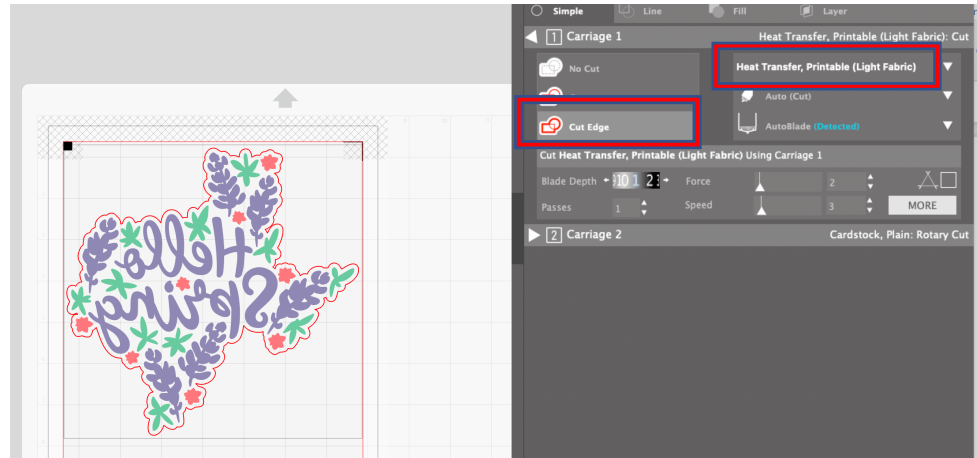 Simple
Line
Fill
Layer
1 Carriage 1
Heat Transfer, Printable (Light Fabric): Cut
No Cut
Heat Transfer, Printable (Light Fabric)
Auto (Cut)
Cut Edge
AutoBlade (Detected)
Cut Heat Transfer, Printable (Light Fabric) Using Carriage 1
Blade Depth 10 1 2
Force
2
Passes
1
Speed
3
MORE
2 Carriage 2
Cardstock, Plain: Rotary Cut
Hello
Spring